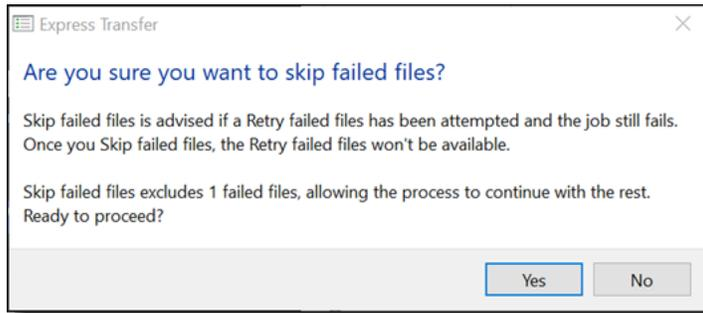 Express Transfer
Are you sure you want to skip failed files?
Skip failed files is advised if a Retry failed files has been attempted and the job still fails.
Once you Skip failed files, the Retry failed files won't be available.
Skip failed files excludes 1 failed files, allowing the process to continue with the rest.
Ready to proceed?
Yes
No